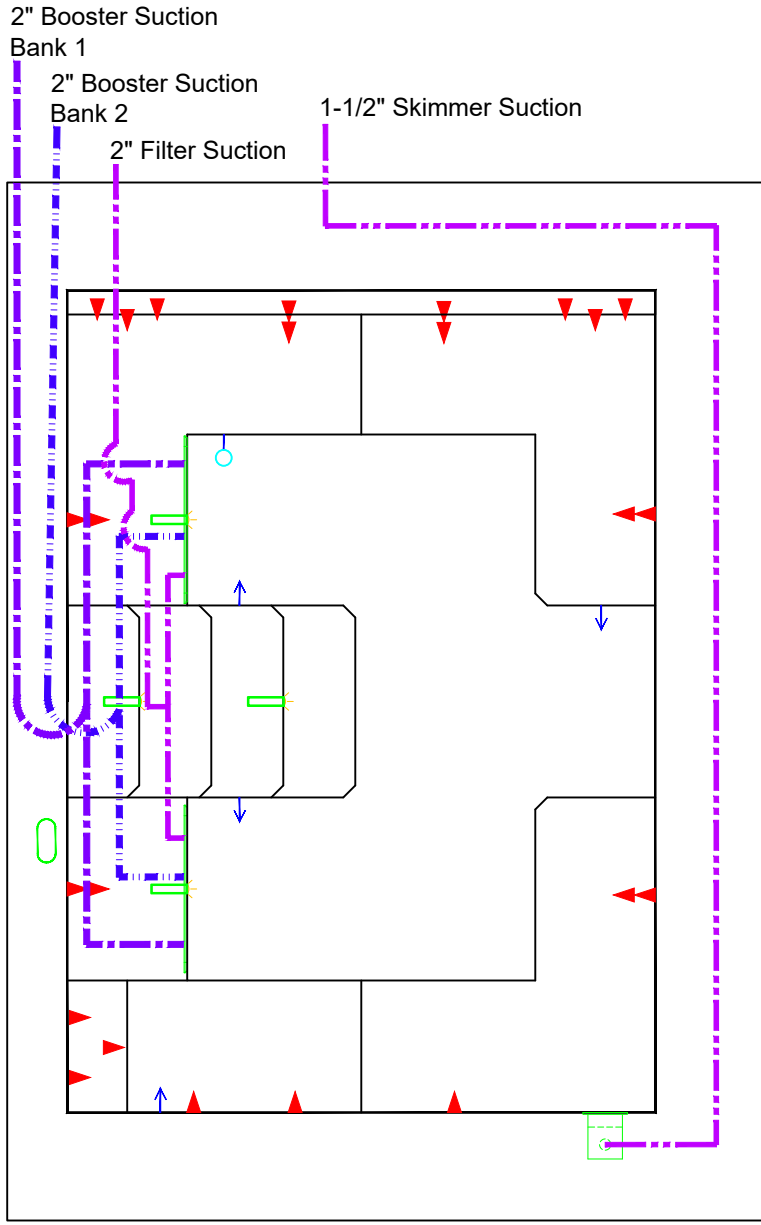 2" Booster Suction
Bank 1
2" Booster Suction
Bank 2
1-1/2" Skimmer Suction
2" Filter Suction